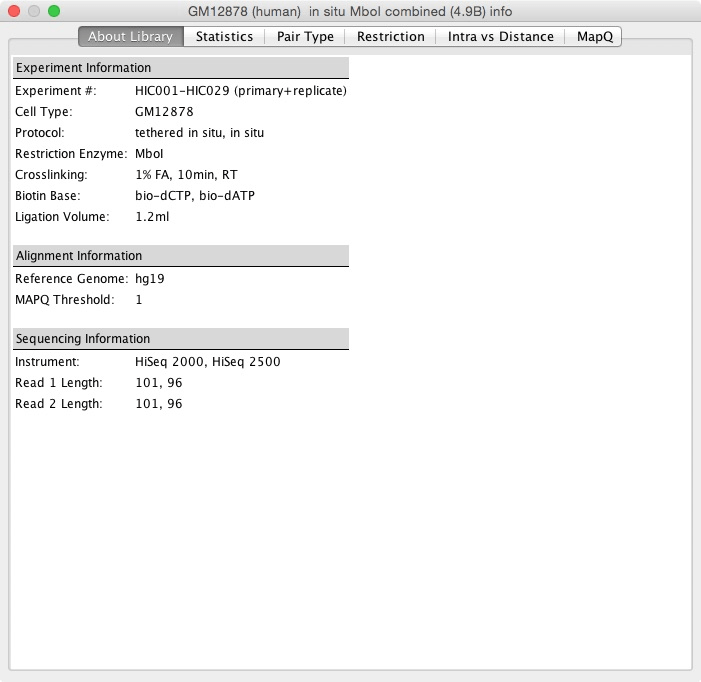 GM12878 (human)  in situ MboI combined (4.9B) info
About Library Statistics Pair Type Restriction Intra vs Distance MapQ
Experiment Information
Experiment #: HIC001-HIC029 (primary+replicate)
Cell Type: GM12878
Protocol: tethered in situ, in situ
Restriction Enzyme: MboI
Crosslinking: 1% FA, 10min, RT
Biotin Base: bio-dCTP, bio-dATP
Ligation Volume: 1.2ml
Alignment Information
Reference Genome: hg19
MAPQ Threshold: 1
Sequencing Information
Instrument: HiSeq 2000, HiSeq 2500
Read 1 Length: 101, 96
Read 2 Length: 101, 96